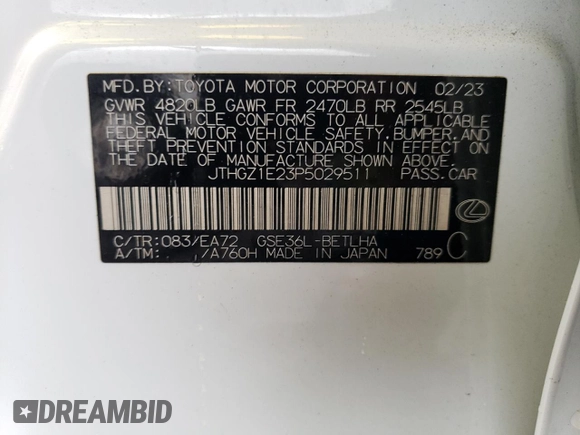 MFD.BY:TOYOTA MOTOR CORPORATION 02/23
GVWR 4820LB GAWR FR 2470LB RR 2545LB
THIS VEHICLE CONFORMS TO ALL APPLICABLE
FEDERAL MOTOR VEHICLE SAFETY,BUMPER,AND
THEFT PREVENTION STANDARDS IN EFFECT ON
THE DATE OF MANUFACTURE SHOWN ABOVE.
JTHGZ1E23P5029511 PASS.CAR
C/TR:083/EA72 GSE36L-BETLHA
A/TM: /A760H MADE IN JAPAN 789 C
DREAMBID